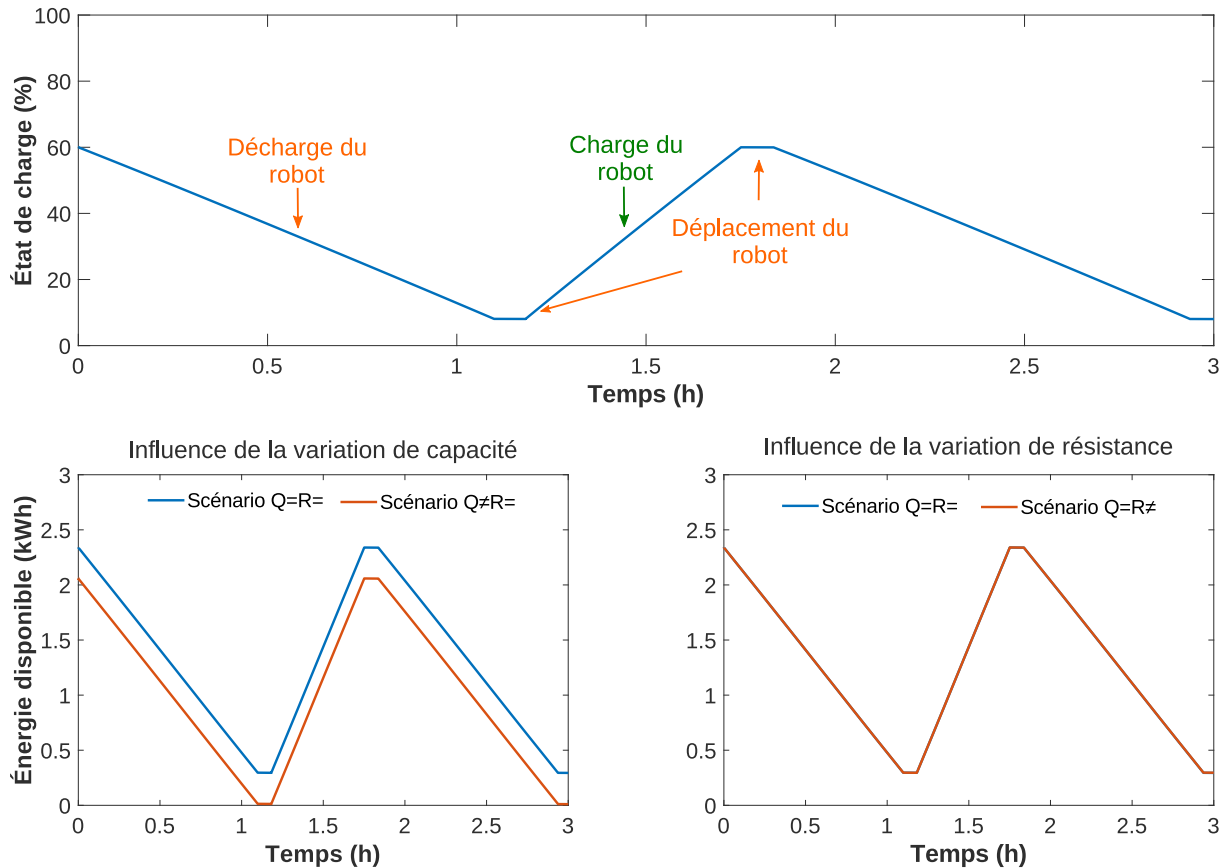 100
80
60
40
20
0
État de charge (%)
Décharge du
robot
Charge du
robot
Déplacement du
robot
0 0.5 1 1.5 2 2.5 3
Temps (h)
Influence de la variation de capacité
3
2.5
2
1.5
1
0.5
0
Énergie disponible (kWh)
Scénario Q=R= Scénario Q≠R=
0 0.5 1 1.5 2 2.5 3
Temps (h)
Influence de la variation de résistance
3
2.5
2
1.5
1
0.5
0
Scénario Q=R= Scénario Q=R≠
0 0.5 1 1.5 2 2.5 3
Temps (h)